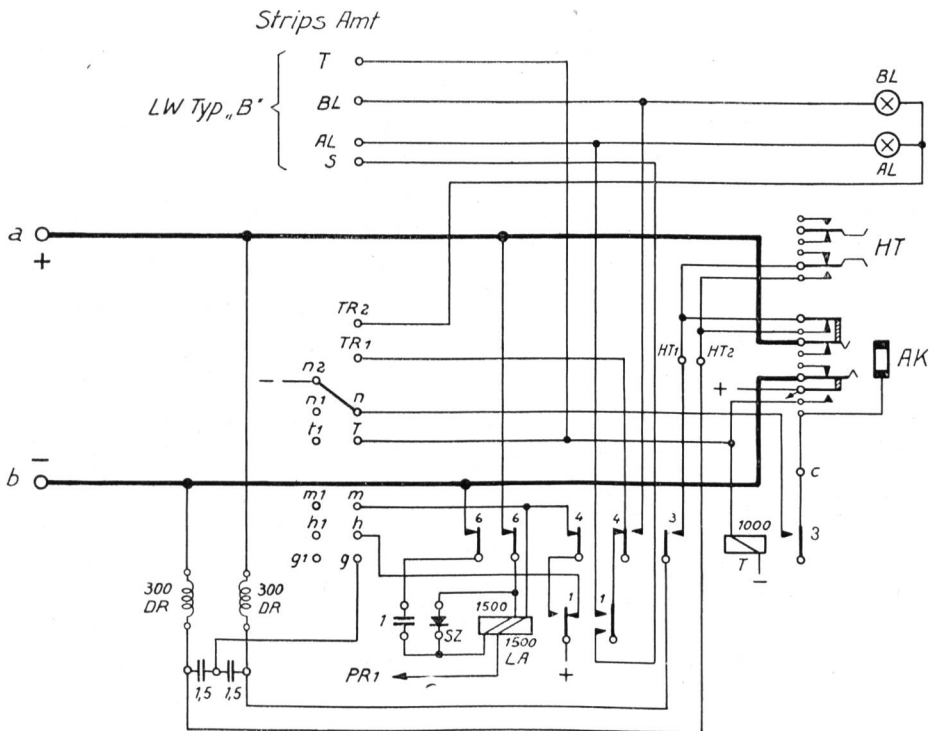 Strips Amt
T
BL
LW Typ „B"
AL
S
BL
AL
a
+
HT
TR2
TR1
HT1 HT2
AK
n2
–
n1 n
+
t1 T
–
b
c
m1 m
h1 h
6 6 4 4 3
g1 g
1000
3
T
–
300
DR
300
DR
1
SZ
1500
1500
LA
1 1
+
PR1
1,5 1,5